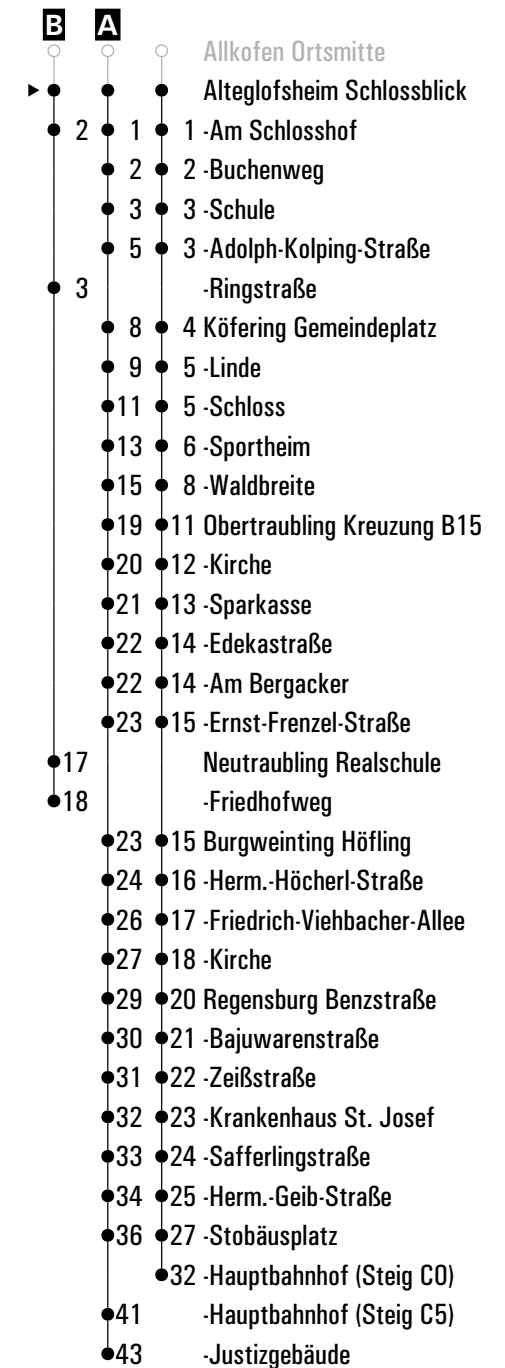 B A
Allkofen Ortsmitte
Alteglofsheim Schlossblick
2 1 1 -Am Schlosshof
2 2 -Buchenweg
3 3 -Schule
5 3 -Adolph-Kolping-Straße
3 -Ringstraße
8 4 Köfering Gemeindeplatz
9 5 -Linde
11 5 -Schloss
13 6 -Sportheim
15 8 -Waldbreite
19 11 Obertraubling Kreuzung B15
20 12 -Kirche
21 13 -Sparkasse
22 14 -Edekastraße
22 14 -Am Bergacker
23 15 -Ernst-Frenzel-Straße
17 Neutraubling Realschule
18 -Friedhofweg
23 15 Burgweinting Höfling
24 16 -Herm.-Höcherl-Straße
26 17 -Friedrich-Viehbacher-Allee
27 18 -Kirche
29 20 Regensburg Benzstraße
30 21 -Bajuwarenstraße
31 22 -Zeißstraße
32 23 -Krankenhaus St. Josef
33 24 -Safferlingstraße
34 25 -Herm.-Geib-Straße
36 27 -Stobäusplatz
32 -Hauptbahnhof (Steig C0)
41 -Hauptbahnhof (Steig C5)
43 -Justizgebäude